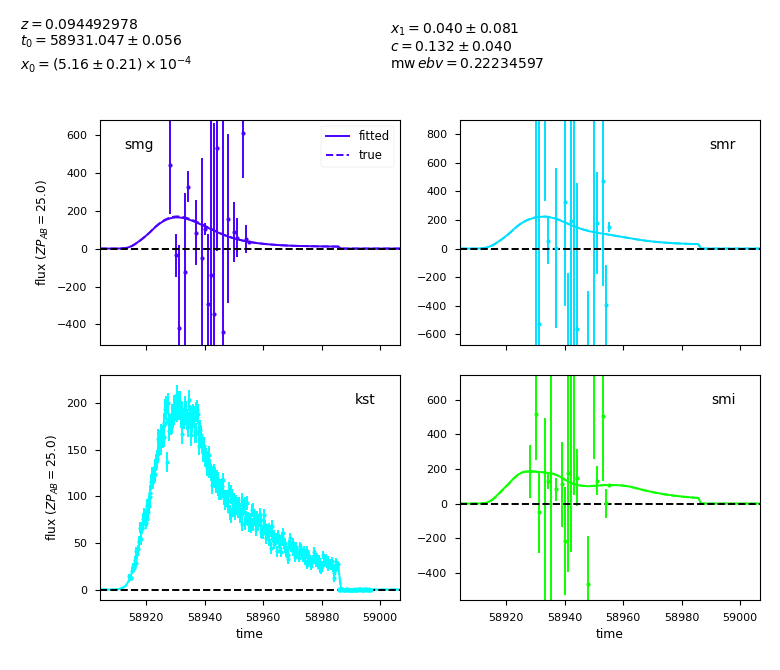 z = 0.094492978
t₀ = 58931.047 ± 0.056
x₀ = (5.16 ± 0.21) × 10⁻⁴
x₁ = 0.040 ± 0.081
c = 0.132 ± 0.040
mw ebv = 0.22234597
smg
fitted
true
600
400
200
0
−200
−400
flux (ZP_AB = 25.0)
smr
800
600
400
200
0
−200
−400
−600
kst
200
150
100
50
0
flux (ZP_AB = 25.0)
58920 58940 58960 58980 59000
time
smi
600
400
200
0
−200
−400
58920 58940 58960 58980 59000
time